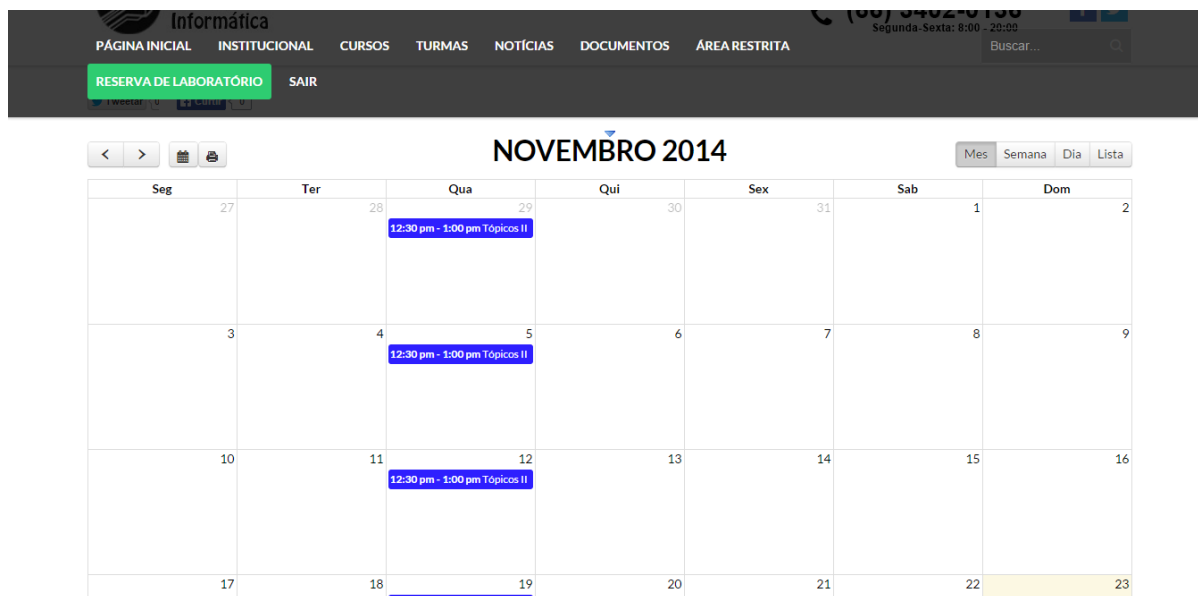 Informática
Segunda-Sexta: 8:00 - 20:00
PÁGINA INICIAL INSTITUCIONAL CURSOS TURMAS NOTÍCIAS DOCUMENTOS ÁREA RESTRITA
Buscar...
RESERVA DE LABORATÓRIO SAIR
Tweetar 0 Curtir 0
NOVEMBRO 2014
Mes Semana Dia Lista
Seg Ter Qua Qui Sex Sab Dom
27 28 29 30 31 1 2
12:30 pm - 1:00 pm Tópicos II
3 4 5 6 7 8 9
12:30 pm - 1:00 pm Tópicos II
10 11 12 13 14 15 16
12:30 pm - 1:00 pm Tópicos II
17 18 19 20 21 22 23